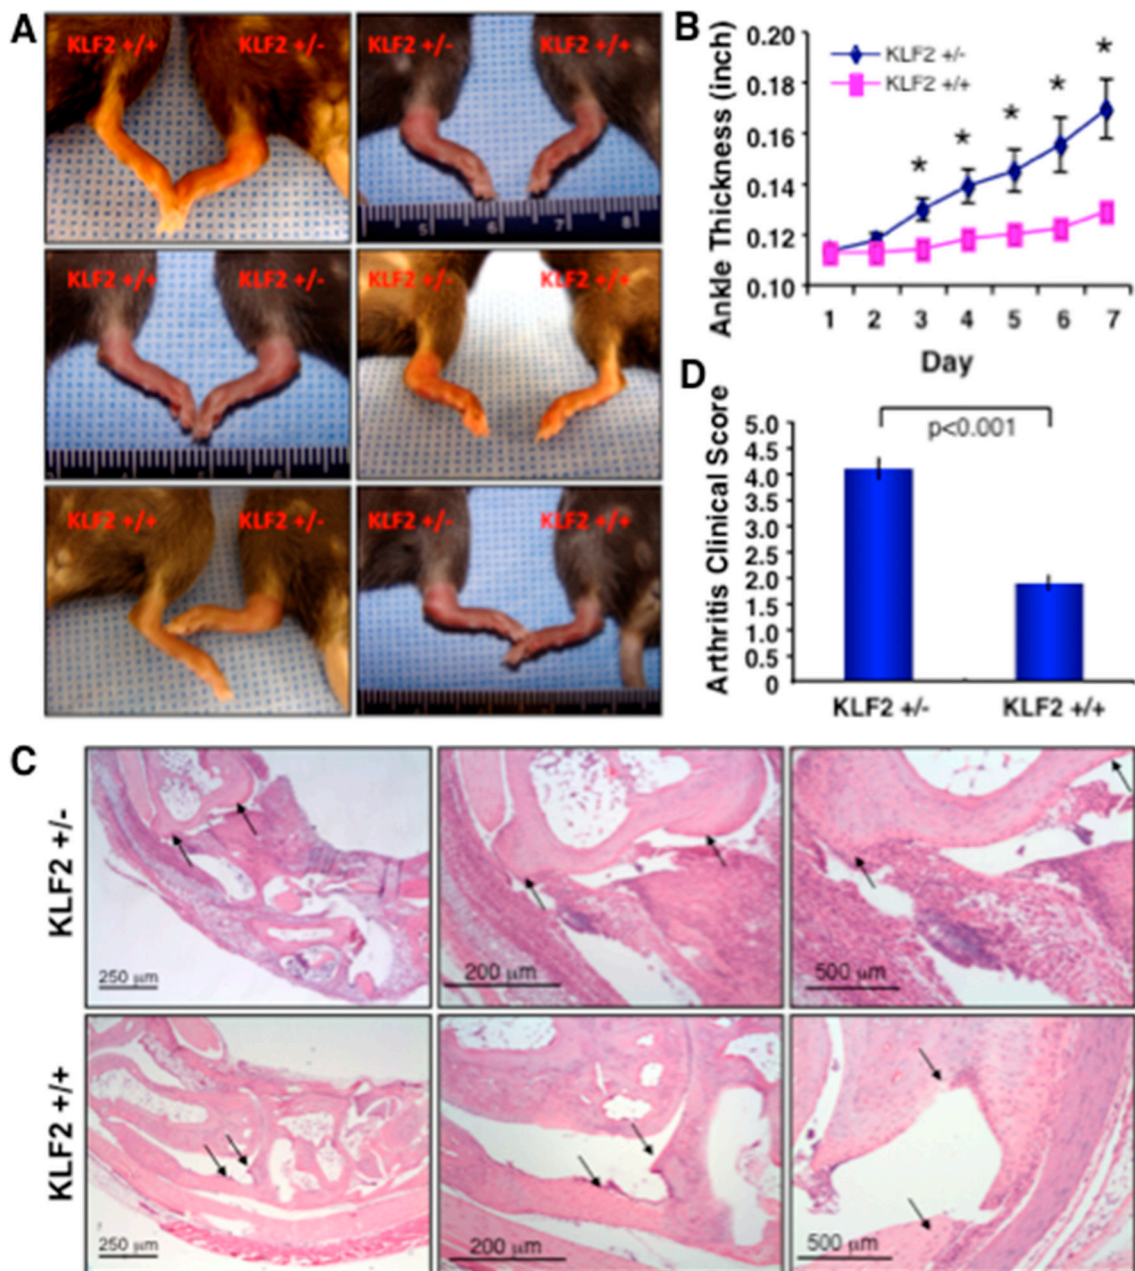 A
KLF2 +/+ KLF2 +/-
KLF2 +/- KLF2 +/+
5 6 7 8
KLF2 +/+ KLF2 +/-
KLF2 +/- KLF2 +/+
KLF2 +/+ KLF2 +/-
KLF2 +/- KLF2 +/+
B
Ankle Thickness (inch)
0.20
0.18
0.16
0.14
0.12
0.10
KLF2 +/-
KLF2 +/+
* * * * *
1 2 3 4 5 6 7
Day
D
Arthritis Clinical Score
5.0
4.5
4.0
3.5
3.0
2.5
2.0
1.5
1.0
0.5
0
p<0.001
KLF2 +/- KLF2 +/+
C
KLF2 +/-
250 µm
200 µm
500 µm
KLF2 +/+
250 µm
200 µm
500 µm